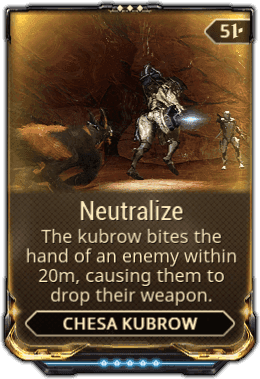 51
Neutralize
The kubrow bites the
hand of an enemy within
20m, causing them to
drop their weapon.
CHESA KUBROW